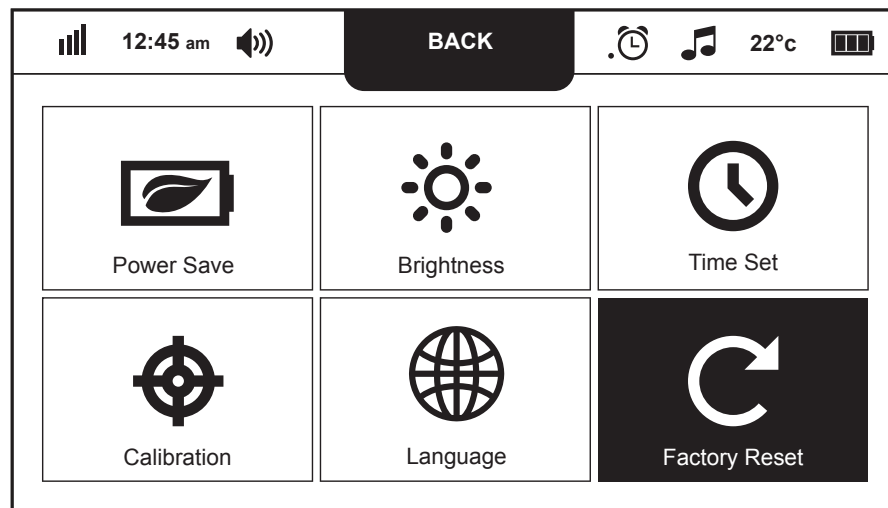 12:45 am BACK 22°c
Power Save Brightness Time Set
Calibration Language Factory Reset